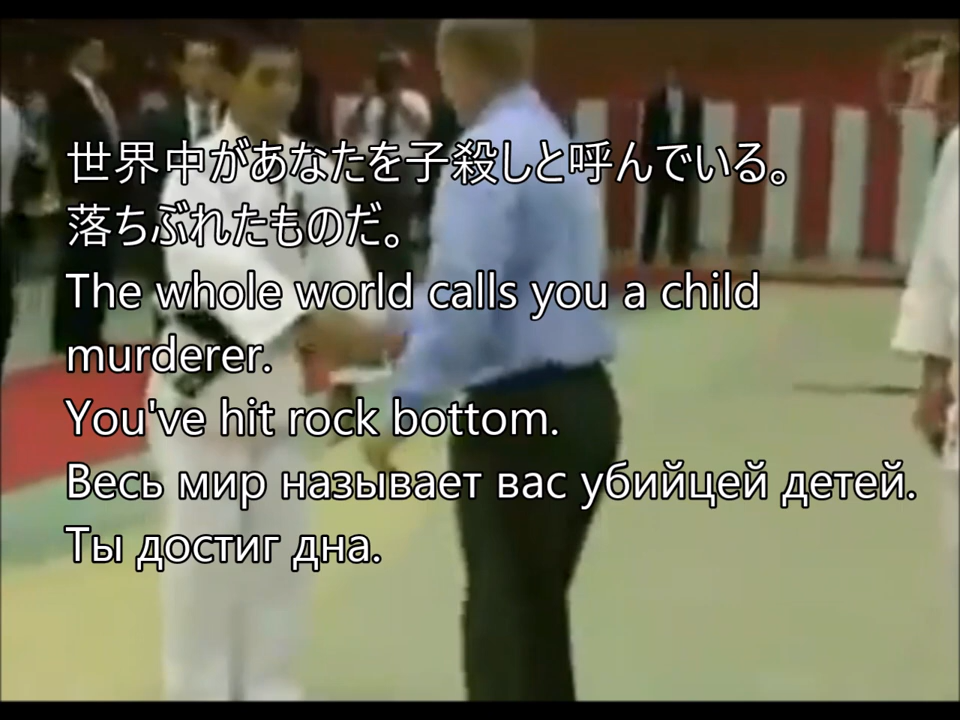 世界中があなたを子殺しと呼んでいる。
落ちぶれたものだ。
The whole world calls you a child
murderer.
You've hit rock bottom.
Весь мир называет вас убийцей детей.
Ты достиг дна.